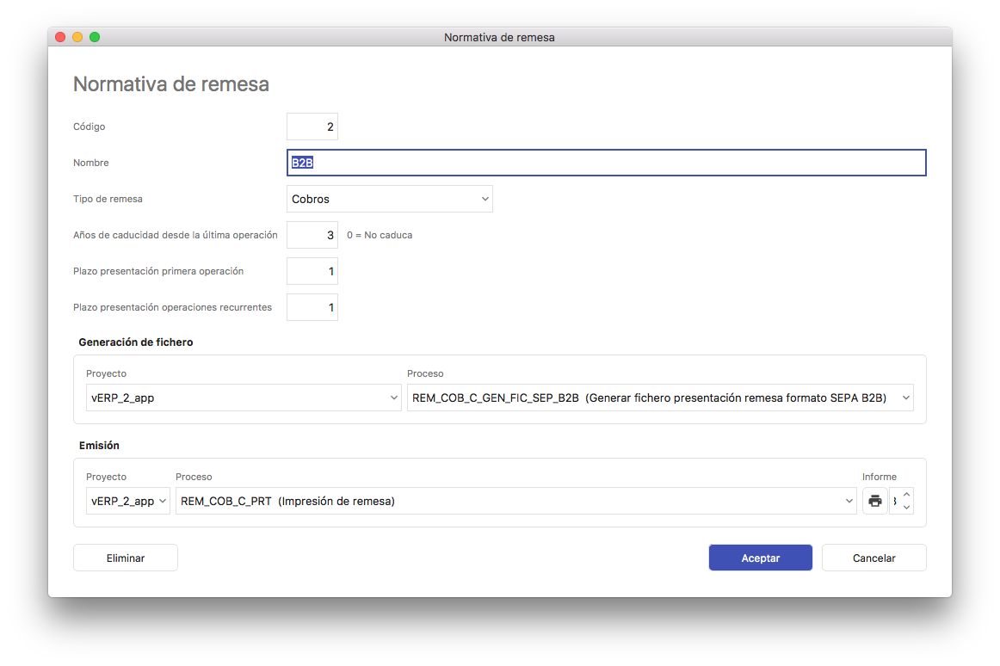 Normativa de remesa
Normativa de remesa
Código 2
Nombre B2B
Tipo de remesa Cobros
Años de caducidad desde la última operación 3 0 = No caduca
Plazo presentación primera operación 1
Plazo presentación operaciones recurrentes 1
Generación de fichero
Proyecto Proceso
vERP_2_app REM_COB_C_GEN_FIC_SEP_B2B (Generar fichero presentación remesa formato SEPA B2B)
Emisión
Proyecto Proceso Informe
vERP_2_app REM_COB_C_PRT (Impresión de remesa)
Eliminar Aceptar Cancelar